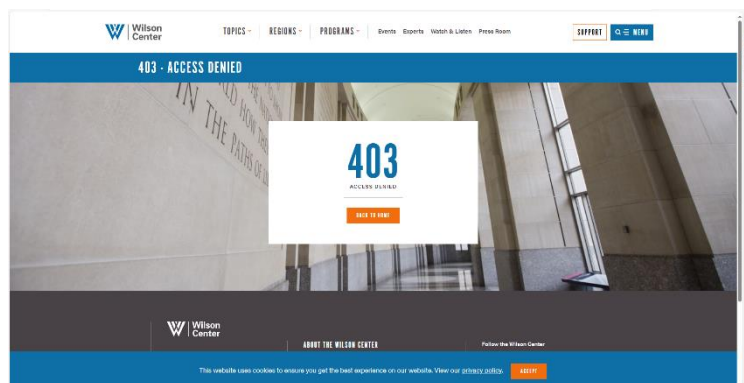 Wilson
Center
TOPICS
REGIONS
PROGRAMS
Events Experts Watch & Listen Press Room
SUPPORT
MENU
403 - ACCESS DENIED
IN
THE PATHS OF
403
ACCESS DENIED
BACK TO HOME
Wilson
Center
ABOUT THE WILSON CENTER
Follow the Wilson Center
This website uses cookies to ensure you get the best experience on our website. View our privacy policy.
ACCEPT